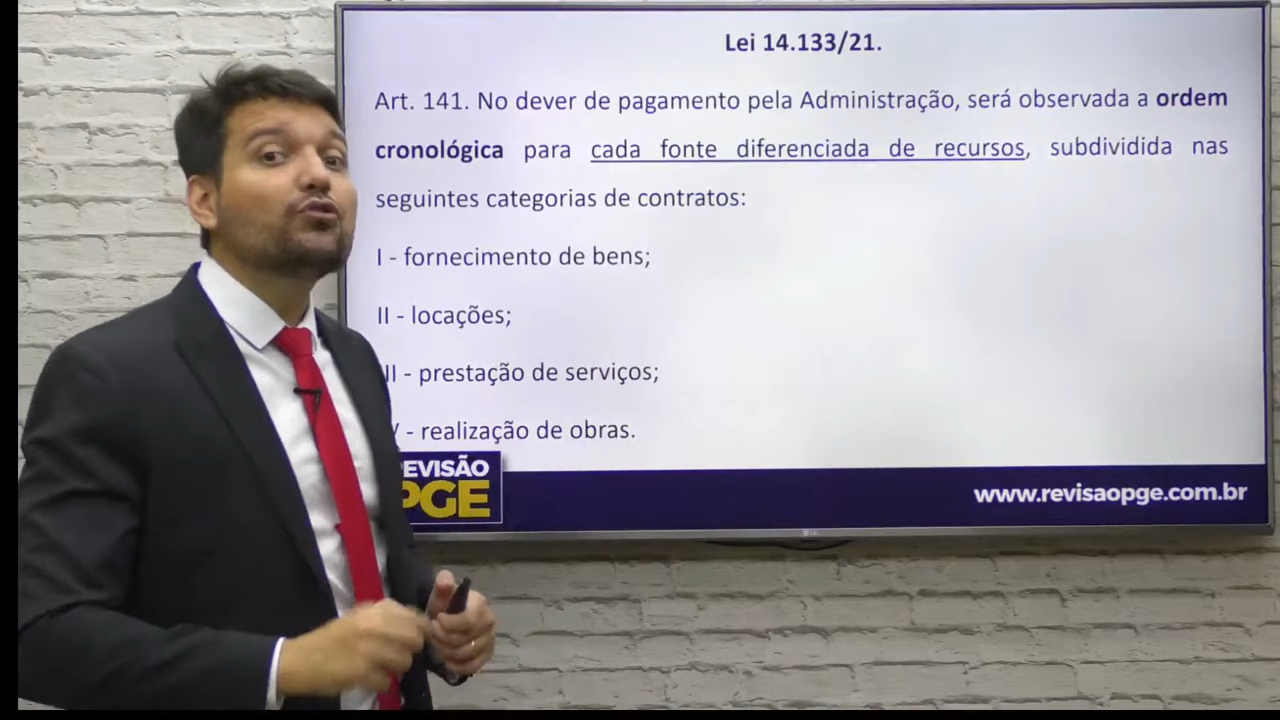 Lei 14.133/21.
Art. 141. No dever de pagamento pela Administração, será observada a ordem
cronológica para cada fonte diferenciada de recursos, subdividida nas
seguintes categorias de contratos:
I - fornecimento de bens;
II - locações;
II - prestação de serviços;
- realização de obras.
EVISÃO
PGE
www.revisaopge.com.br
LG